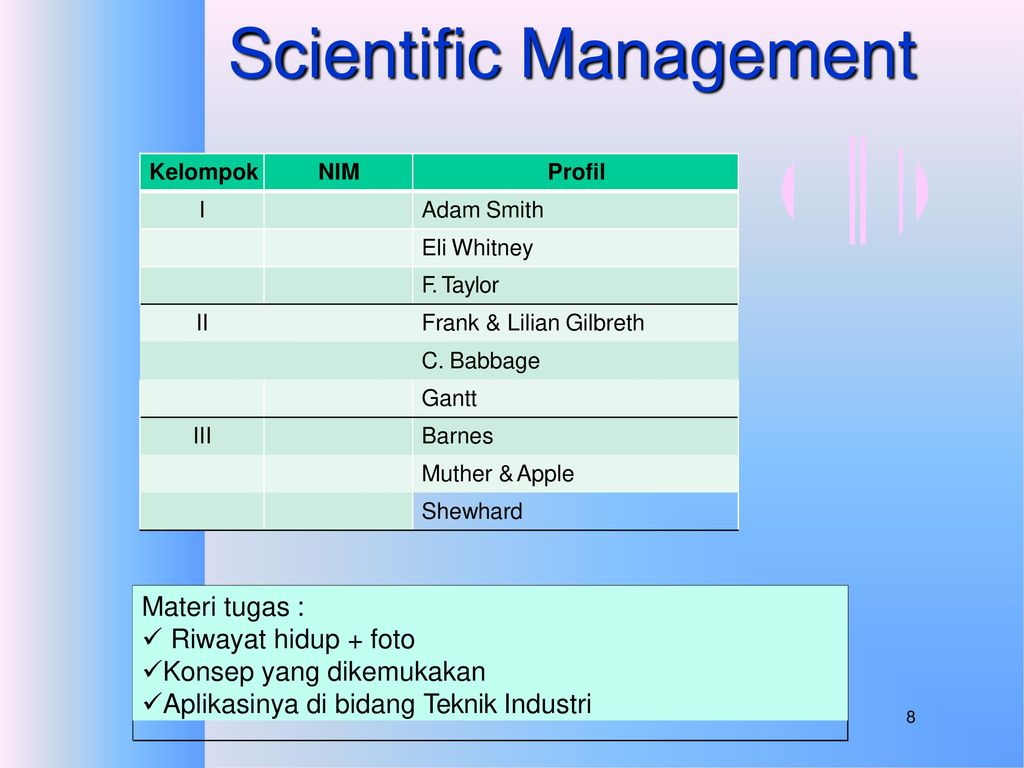 Scientific Management
Kelompok NIM Profil
I Adam Smith
Eli Whitney
F. Taylor
II Frank & Lilian Gilbreth
C. Babbage
Gantt
III Barnes
Muther & Apple
Shewhard
Materi tugas :
✓ Riwayat hidup + foto
✓Konsep yang dikemukakan
✓Aplikasinya di bidang Teknik Industri
8